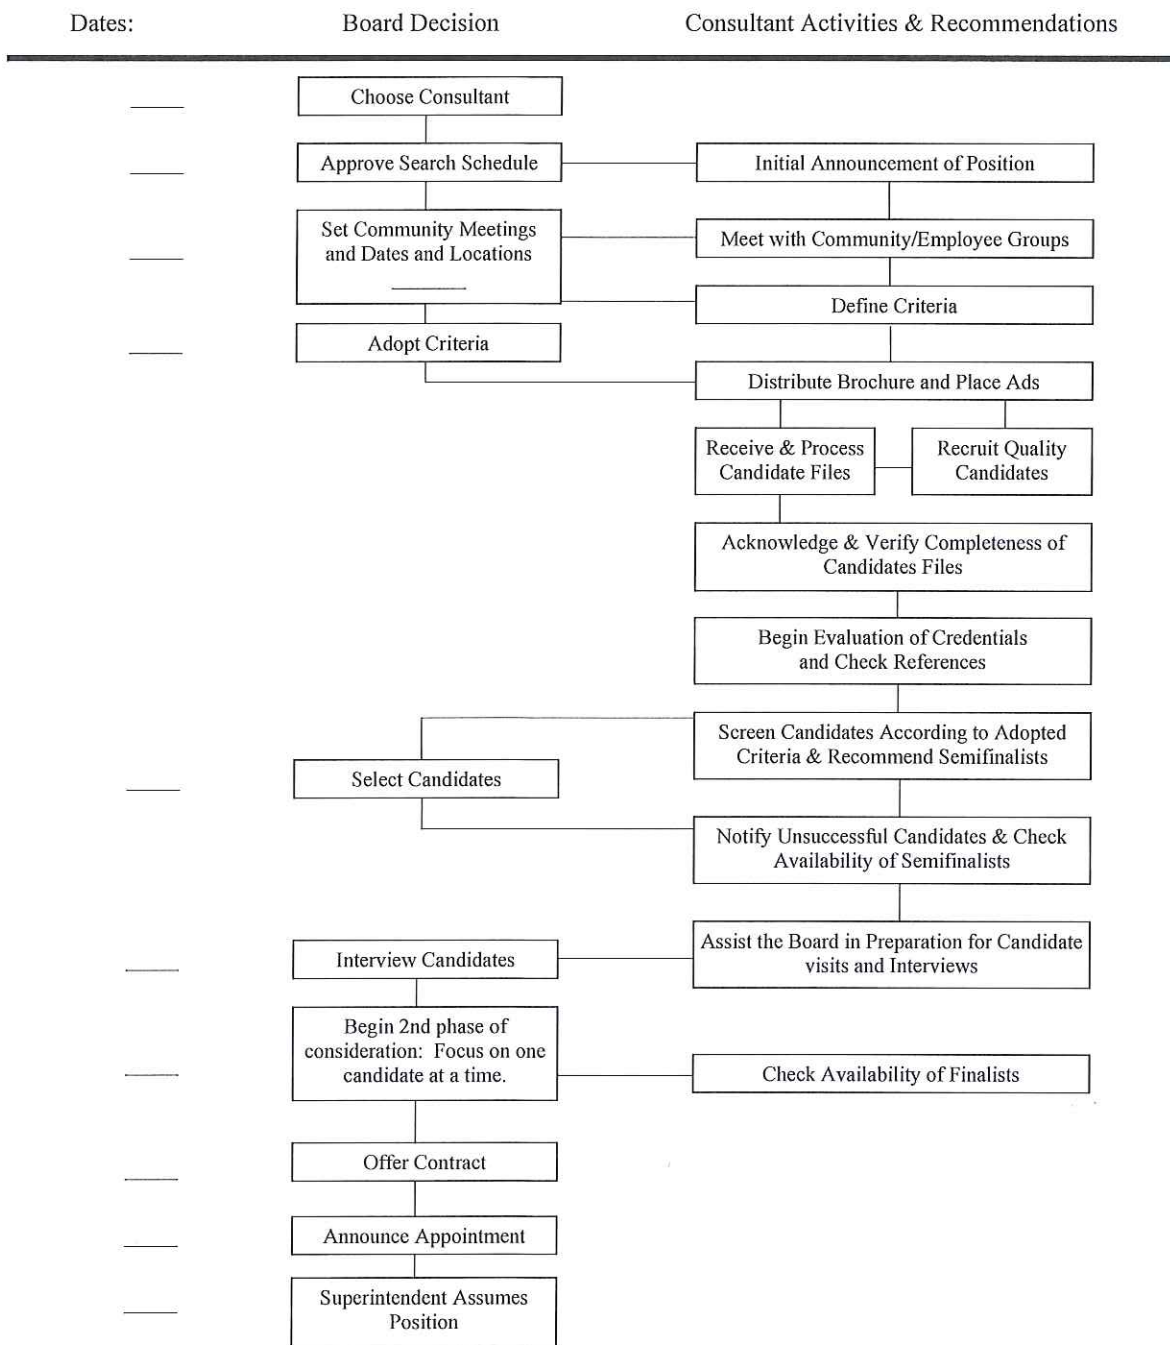 Dates:
Board Decision
Consultant Activities & Recommendations
Choose Consultant
Approve Search Schedule
Initial Announcement of Position
Set Community Meetings
and Dates and Locations
Meet with Community/Employee Groups
Define Criteria
Adopt Criteria
Distribute Brochure and Place Ads
Receive & Process
Candidate Files
Recruit Quality
Candidates
Acknowledge & Verify Completeness of
Candidates Files
Begin Evaluation of Credentials
and Check References
Screen Candidates According to Adopted
Criteria & Recommend Semifinalists
Select Candidates
Notify Unsuccessful Candidates & Check
Availability of Semifinalists
Interview Candidates
Assist the Board in Preparation for Candidate
visits and Interviews
Begin 2nd phase of
consideration: Focus on one
candidate at a time.
Check Availability of Finalists
Offer Contract
Announce Appointment
Superintendent Assumes
Position